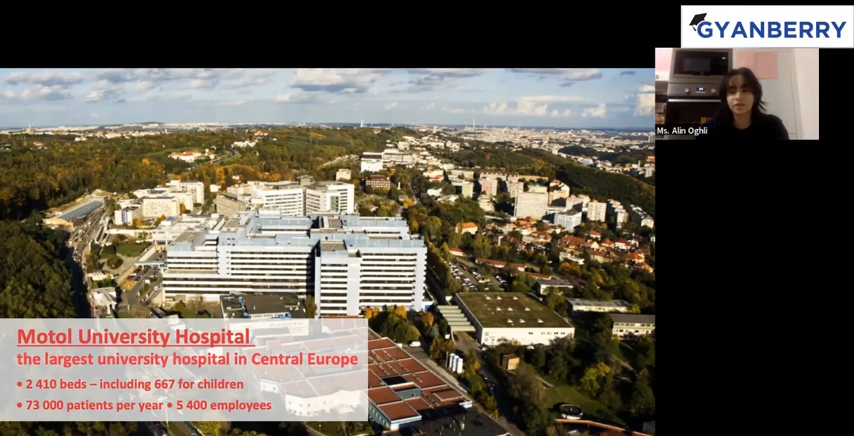 GYANBERRY
Ms. Alin Oghli
Motol University Hospital
the largest university hospital in Central Europe
• 2 410 beds – including 667 for children
• 73 000 patients per year • 5 400 employees